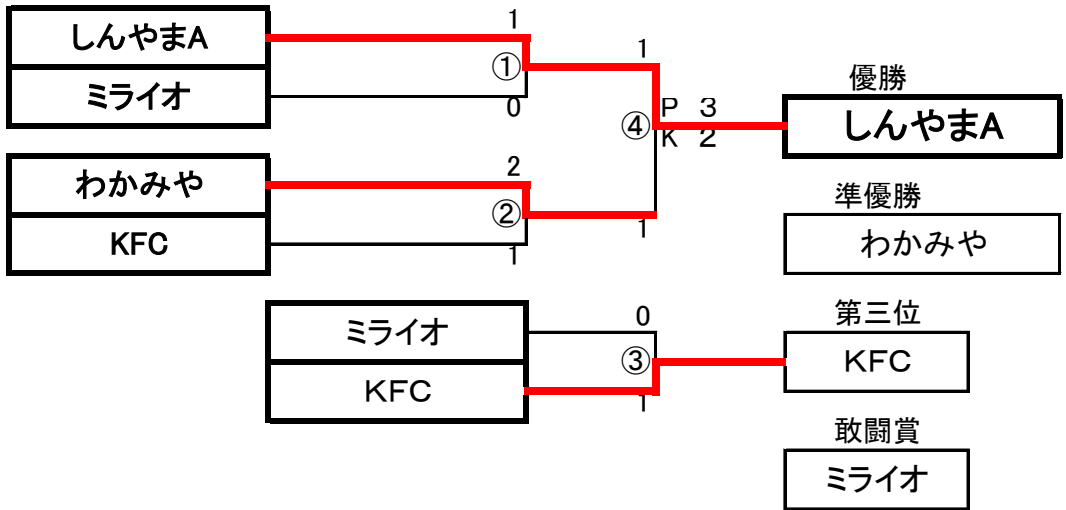 しんやまA
1
①
ミライオ
0
1
④
P 3
K 2
優勝
しんやまA
わかみや
2
②
KFC
1
1
準優勝
わかみや
ミライオ
0
③
KFC
1
第三位
KFC
敢闘賞
ミライオ